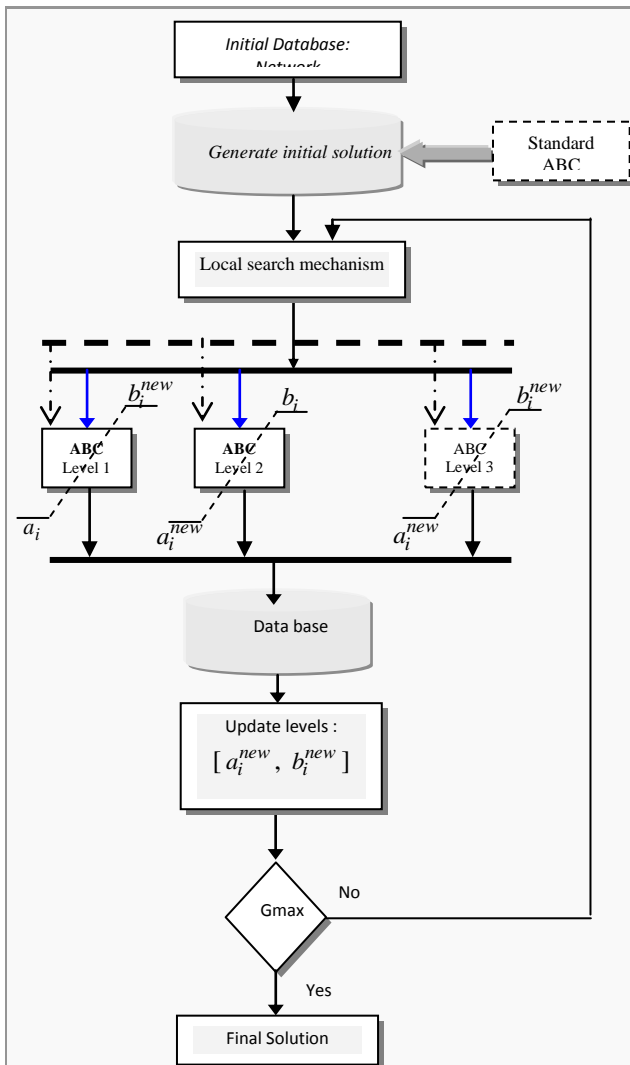 Initial Database:
Network
Generate initial solution
Standard
ABC
Local search mechanism
b_i^{new}
b_i
b_i^{new}
ABC
Level 1
ABC
Level 2
ABC
Level 3
a_i
a_i^{new}
a_i^{new}
Data base
Update levels :
[ a_i^{new} , b_i^{new} ]
Gmax
No
Yes
Final Solution